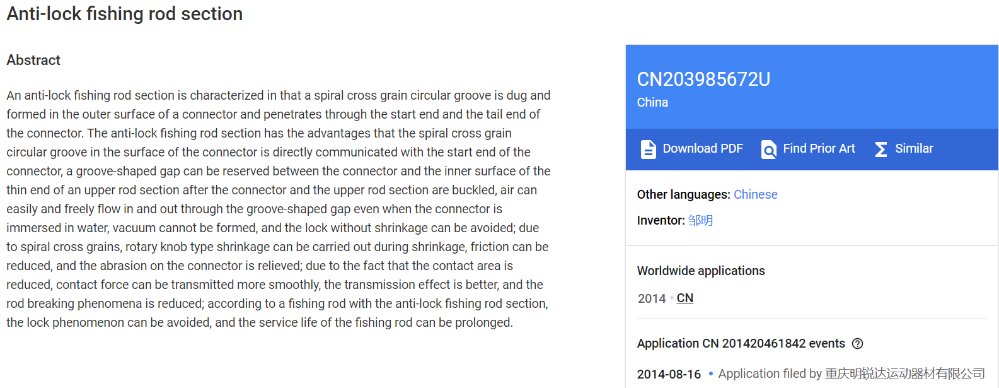 Anti-lock fishing rod section
Abstract
An anti-lock fishing rod section is characterized in that a spiral cross grain circular groove is dug and
formed in the outer surface of a connector and penetrates through the start end and the tail end of
the connector. The anti-lock fishing rod section has the advantages that the spiral cross grain
circular groove in the surface of the connector is directly communicated with the start end of the
connector, a groove-shaped gap can be reserved between the connector and the inner surface of the
thin end of an upper rod section after the connector and the upper rod section are buckled, air can
easily and freely flow in and out through the groove-shaped gap even when the connector is
immersed in water, vacuum cannot be formed, and the lock without shrinkage can be avoided; due
to spiral cross grains, rotary knob type shrinkage can be carried out during shrinkage, friction can be
reduced, and the abrasion on the connector is relieved; due to the fact that the contact area is
reduced, contact force can be transmitted more smoothly, the transmission effect is better, and the
rod breaking phenomena is reduced; according to a fishing rod with the anti-lock fishing rod section,
the lock phenomenon can be avoided, and the service life of the fishing rod can be prolonged.
CN203985672U
China
Download PDF Find Prior Art Similar
Other languages: Chinese
Inventor: 邹明
Worldwide applications
2014 • CN
Application CN 201420461842 events ?
2014-08-16 • Application filed by 重庆明锐达运动器材有限公司